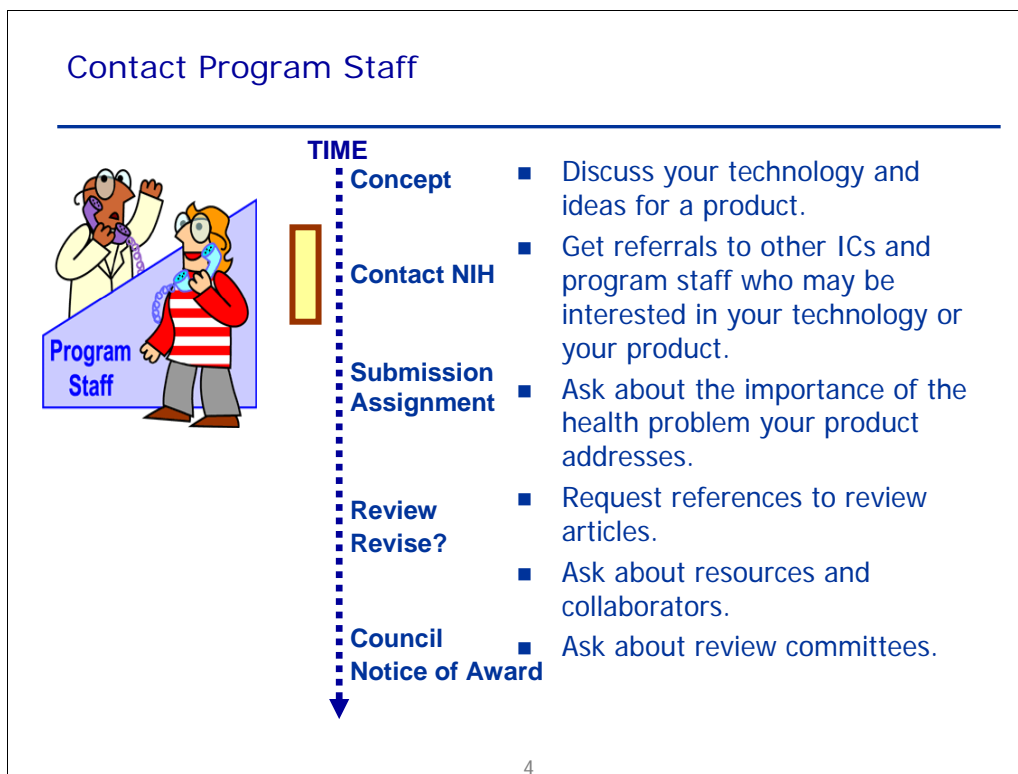 Contact Program Staff
TIME
Concept
Contact NIH
Submission
Assignment
Review
Revise?
Council
Notice of Award
Program
Staff
■ Discuss your technology and
ideas for a product.
■ Get referrals to other ICs and
program staff who may be
interested in your technology or
your product.
■ Ask about the importance of the
health problem your product
addresses.
■ Request references to review
articles.
■ Ask about resources and
collaborators.
■ Ask about review committees.
4